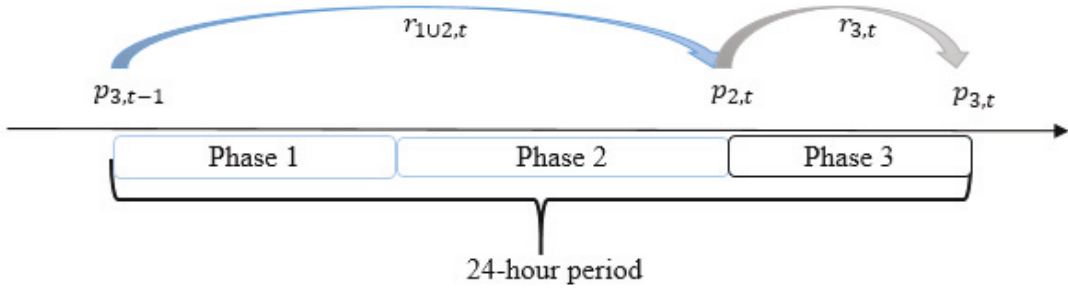 r₁∪₂,ₜ r₃,ₜ
p₃,ₜ₋₁ p₂,ₜ p₃,ₜ
Phase 1 Phase 2 Phase 3
24-hour period